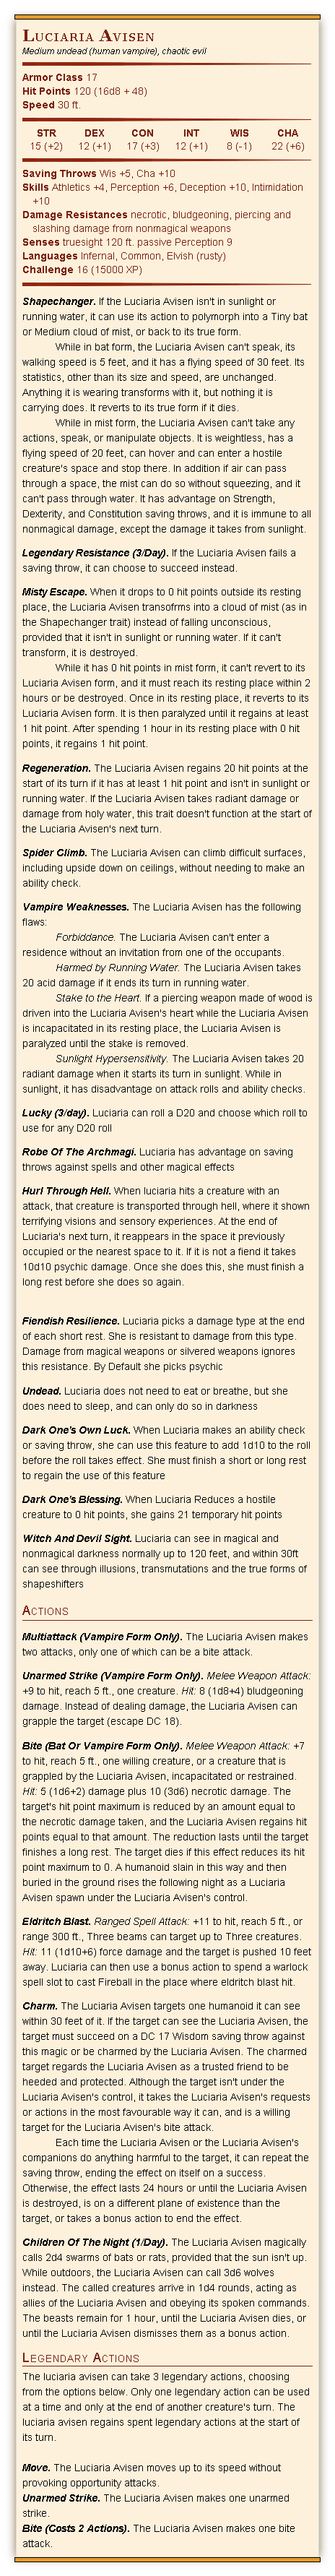 Luciaria Avisen
Medium undead (human vampire), chaotic evil
Armor Class 17
Hit Points 120 (16d8 + 48)
Speed 30 ft.
STR DEX CON INT WIS CHA
15 (+2) 12 (+1) 17 (+3) 12 (+1) 8 (-1) 22 (+6)
Saving Throws Wis +5, Cha +10
Skills Athletics +4, Perception +6, Deception +10, Intimidation
+10
Damage Resistances necrotic, bludgeoning, piercing and
slashing damage from nonmagical weapons
Senses truesight 120 ft. passive Perception 9
Languages Infernal, Common, Elvish (rusty)
Challenge 16 (15000 XP)
Shapechanger. If the Luciaria Avisen isn't in sunlight or
running water, it can use its action to polymorph into a Tiny bat
or Medium cloud of mist, or back to its true form.
While in bat form, the Luciaria Avisen can't speak, its
walking speed is 5 feet, and it has a flying speed of 30 feet. Its
statistics, other than its size and speed, are unchanged.
Anything it is wearing transforms with it, but nothing it is
carrying does. It reverts to its true form if it dies.
While in mist form, the Luciaria Avisen can't take any
actions, speak, or manipulate objects. It is weightless, has a
flying speed of 20 feet, can hover and can enter a hostile
creature's space and stop there. In addition if air can pass
through a space, the mist can do so without squeezing, and it
can't pass through water. It has advantage on Strength,
Dexterity, and Constitution saving throws, and it is immune to all
nonmagical damage, except the damage it takes from sunlight.
Legendary Resistance (3/Day). If the Luciaria Avisen fails a
saving throw, it can choose to succeed instead.
Misty Escape. When it drops to 0 hit points outside its resting
place, the Luciaria Avisen transofrms into a cloud of mist (as in
the Shapechanger trait) instead of falling unconscious,
provided that it isn't in sunlight or running water. If it can't
transform, it is destroyed.
While it has 0 hit points in mist form, it can't revert to its
Luciaria Avisen form, and it must reach its resting place within 2
hours or be destroyed. Once in its resting place, it reverts to its
Luciaria Avisen form. It is then paralyzed until it regains at least
1 hit point. After spending 1 hour in its resting place with 0 hit
points, it regains 1 hit point.
Regeneration. The Luciaria Avisen regains 20 hit points at the
start of its turn if it has at least 1 hit point and isn't in sunlight or
running water. If the Luciaria Avisen takes radiant damage or
damage from holy water, this trait doesn't function at the start of
the Luciaria Avisen's next turn.
Spider Climb. The Luciaria Avisen can climb difficult surfaces,
including upside down on ceilings, without needing to make an
ability check.
Vampire Weaknesses. The Luciaria Avisen has the following
flaws:
Forbiddance. The Luciaria Avisen can't enter a
residence without an invitation from one of the occupants.
Harmed by Running Water. The Luciaria Avisen takes
20 acid damage if it ends its turn in running water.
Stake to the Heart. If a piercing weapon made of wood is
driven into the Luciaria Avisen's heart while the Luciaria Avisen
is incapacitated in its resting place, the Luciaria Avisen is
paralyzed until the stake is removed.
Sunlight Hypersensitivity. The Luciaria Avisen takes 20
radiant damage when it starts its turn in sunlight. While in
sunlight, it has disadvantage on attack rolls and ability checks.
Lucky (3/day). Luciaria can roll a D20 and choose which roll to
use for any D20 roll
Robe Of The Archmagi. Luciaria has advantage on saving
throws against spells and other magical effects
Hurl Through Hell. When luciaria hits a creature with an
attack, that creature is transported through hell, where it shown
terrifying visions and sensory experiences. At the end of
Luciaria's next turn, it reappears in the space it previously
occupied or the nearest space to it. If it is not a fiend it takes
10d10 psychic damage. Once she does this, she must finish a
long rest before she does so again.
Fiendish Resilience. Luciaria picks a damage type at the end
of each short rest. She is resistant to damage from this type.
Damage from magical weapons or silvered weapons ignores
this resistance. By Default she picks psychic
Undead. Luciaria does not need to eat or breathe, but she
does need to sleep, and can only do so in darkness
Dark One's Own Luck. When Luciaria makes an ability check
or saving throw, she can use this feature to add 1d10 to the roll
before the roll takes effect. She must finish a short or long rest
to regain the use of this feature
Dark One's Blessing. When Luciaria Reduces a hostile
creature to 0 hit points, she gains 21 temporary hit points
Witch And Devil Sight. Luciaria can see in magical and
nonmagical darkness normally up to 120 feet, and within 30ft
can see through illusions, transmutations and the true forms of
shapeshifters
Actions
Multiattack (Vampire Form Only). The Luciaria Avisen makes
two attacks, only one of which can be a bite attack.
Unarmed Strike (Vampire Form Only). Melee Weapon Attack:
+9 to hit, reach 5 ft., one creature. Hit: 8 (1d8+4) bludgeoning
damage. Instead of dealing damage, the Luciaria Avisen can
grapple the target (escape DC 18).
Bite (Bat Or Vampire Form Only). Melee Weapon Attack: +7
to hit, reach 5 ft., one willing creature, or a creature that is
grappled by the Luciaria Avisen, incapacitated or restrained.
Hit: 5 (1d6+2) damage plus 10 (3d6) necrotic damage. The
target's hit point maximum is reduced by an amount equal to
the necrotic damage taken, and the Luciaria Avisen regains hit
points equal to that amount. The reduction lasts until the target
finishes a long rest. The target dies if this effect reduces its hit
point maximum to 0. A humanoid slain in this way and then
buried in the ground rises the following night as a Luciaria
Avisen spawn under the Luciaria Avisen's control.
Eldritch Blast. Ranged Spell Attack: +11 to hit, reach 5 ft., or
range 300 ft., Three beams can target up to Three creatures.
Hit: 11 (1d10+6) force damage and the target is pushed 10 feet
away. Luciaria can then use a bonus action to spend a warlock
spell slot to cast Fireball in the place where eldritch blast hit.
Charm. The Luciaria Avisen targets one humanoid it can see
within 30 feet of it. If the target can see the Luciaria Avisen, the
target must succeed on a DC 17 Wisdom saving throw against
this magic or be charmed by the Luciaria Avisen. The charmed
target regards the Luciaria Avisen as a trusted friend to be
heeded and protected. Although the target isn't under the
Luciaria Avisen's control, it takes the Luciaria Avisen's requests
or actions in the most favourable way it can, and is a willing
target for the Luciaria Avisen's bite attack.
Each time the Luciaria Avisen or the Luciaria Avisen's
companions do anything harmful to the target, it can repeat the
saving throw, ending the effect on itself on a success.
Otherwise, the effect lasts 24 hours or until the Luciaria Avisen
is destroyed, is on a different plane of existence than the
target, or takes a bonus action to end the effect.
Children Of The Night (1/Day). The Luciaria Avisen magically
calls 2d4 swarms of bats or rats, provided that the sun isn't up.
While outdoors, the Luciaria Avisen can call 3d6 wolves
instead. The called creatures arrive in 1d4 rounds, acting as
allies of the Luciaria Avisen and obeying its spoken commands.
The beasts remain for 1 hour, until the Luciaria Avisen dies, or
until the Luciaria Avisen dismisses them as a bonus action.
Legendary Actions
The luciaria avisen can take 3 legendary actions, choosing
from the options below. Only one legendary action can be used
at a time and only at the end of another creature's turn. The
luciaria avisen regains spent legendary actions at the start of
its turn.
Move. The Luciaria Avisen moves up to its speed without
provoking opportunity attacks.
Unarmed Strike. The Luciaria Avisen makes one unarmed
strike.
Bite (Costs 2 Actions). The Luciaria Avisen makes one bite
attack.